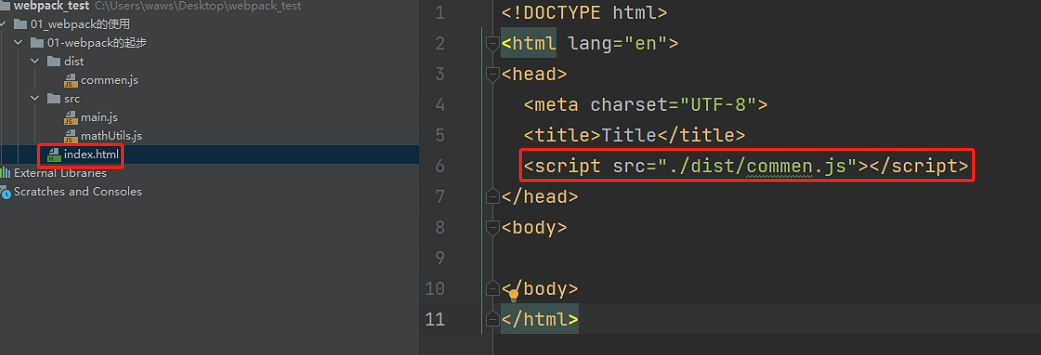 webpack_test C:\Users\waws\Desktop\webpack_test
01_webpack的使用
01-webpack的起步
dist
commen.js
src
main.js
mathUtils.js
index.html
External Libraries
Scratches and Consoles
1 <!DOCTYPE html>
2 <html lang="en">
3 <head>
4 <meta charset="UTF-8">
5 <title>Title</title>
6 <script src="./dist/commen.js"></script>
7 </head>
8 <body>
9
10 </body>
11 </html>